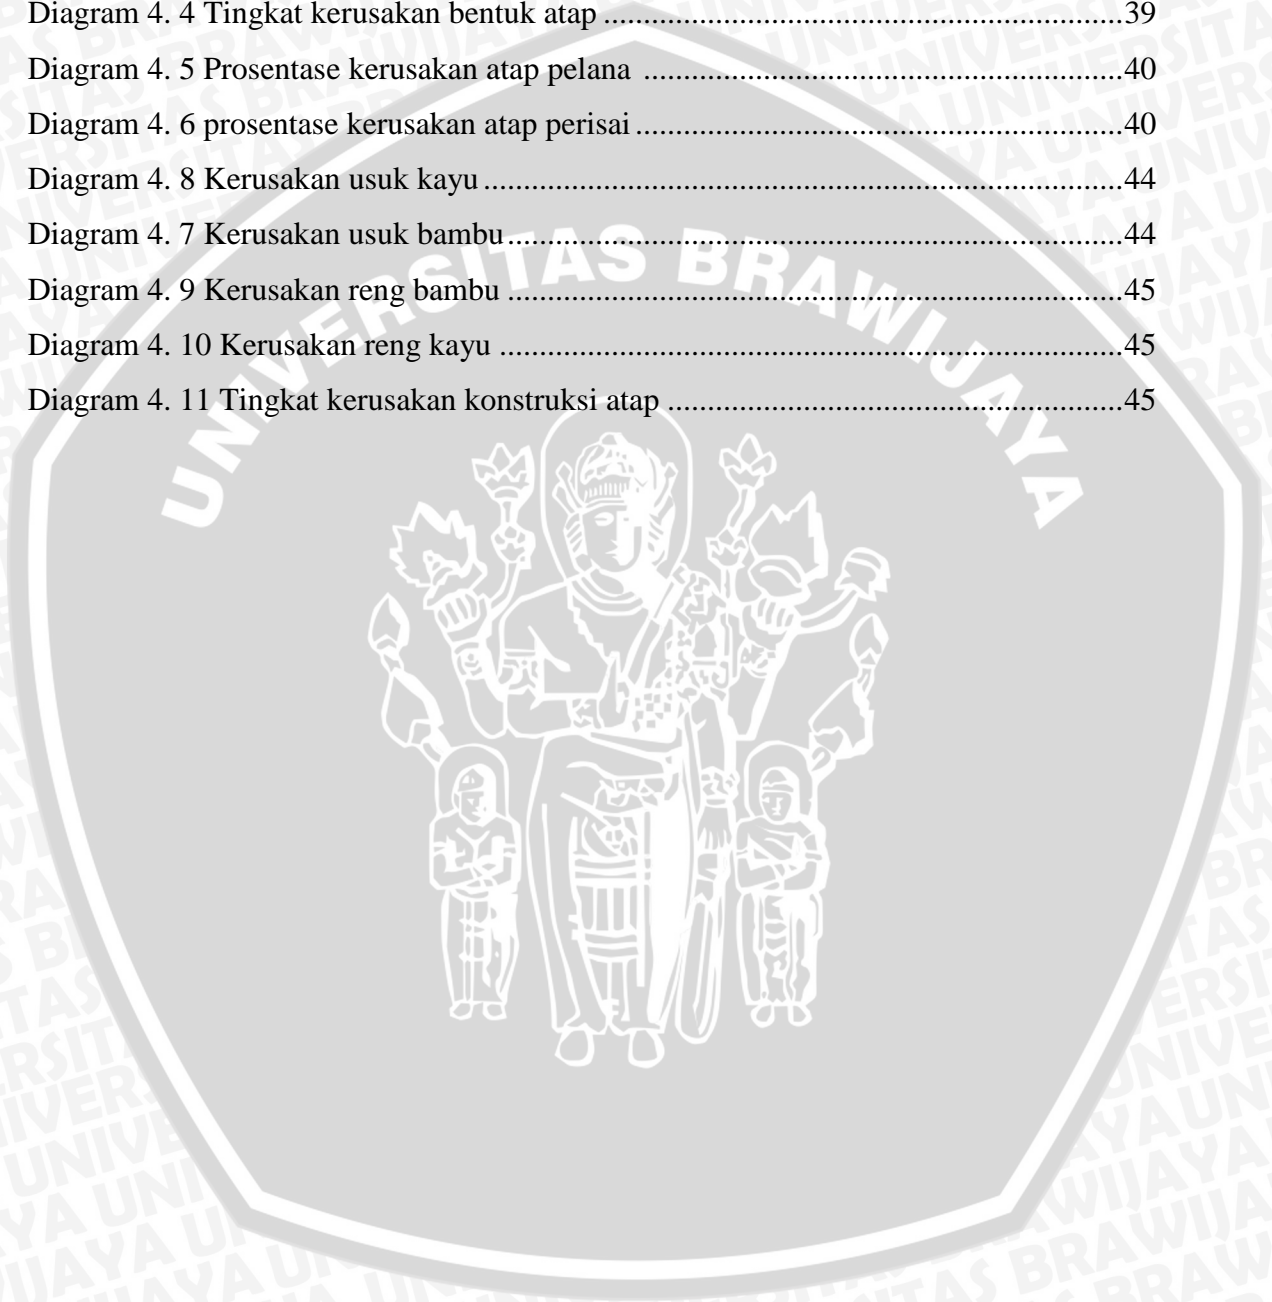 Diagram 4. 4 Tingkat kerusakan bentuk atap ................................................................39
Diagram 4. 5 Prosentase kerusakan atap pelana ...........................................................40
Diagram 4. 6 prosentase kerusakan atap perisai............................................................40
Diagram 4. 8 Kerusakan usuk kayu...............................................................................44
Diagram 4. 7 Kerusakan usuk bambu............................................................................44
Diagram 4. 9 Kerusakan reng bambu ............................................................................45
Diagram 4. 10 Kerusakan reng kayu .............................................................................45
Diagram 4. 11 Tingkat kerusakan konstruksi atap ........................................................45
UNIVERSITAS BRAWIJAYA